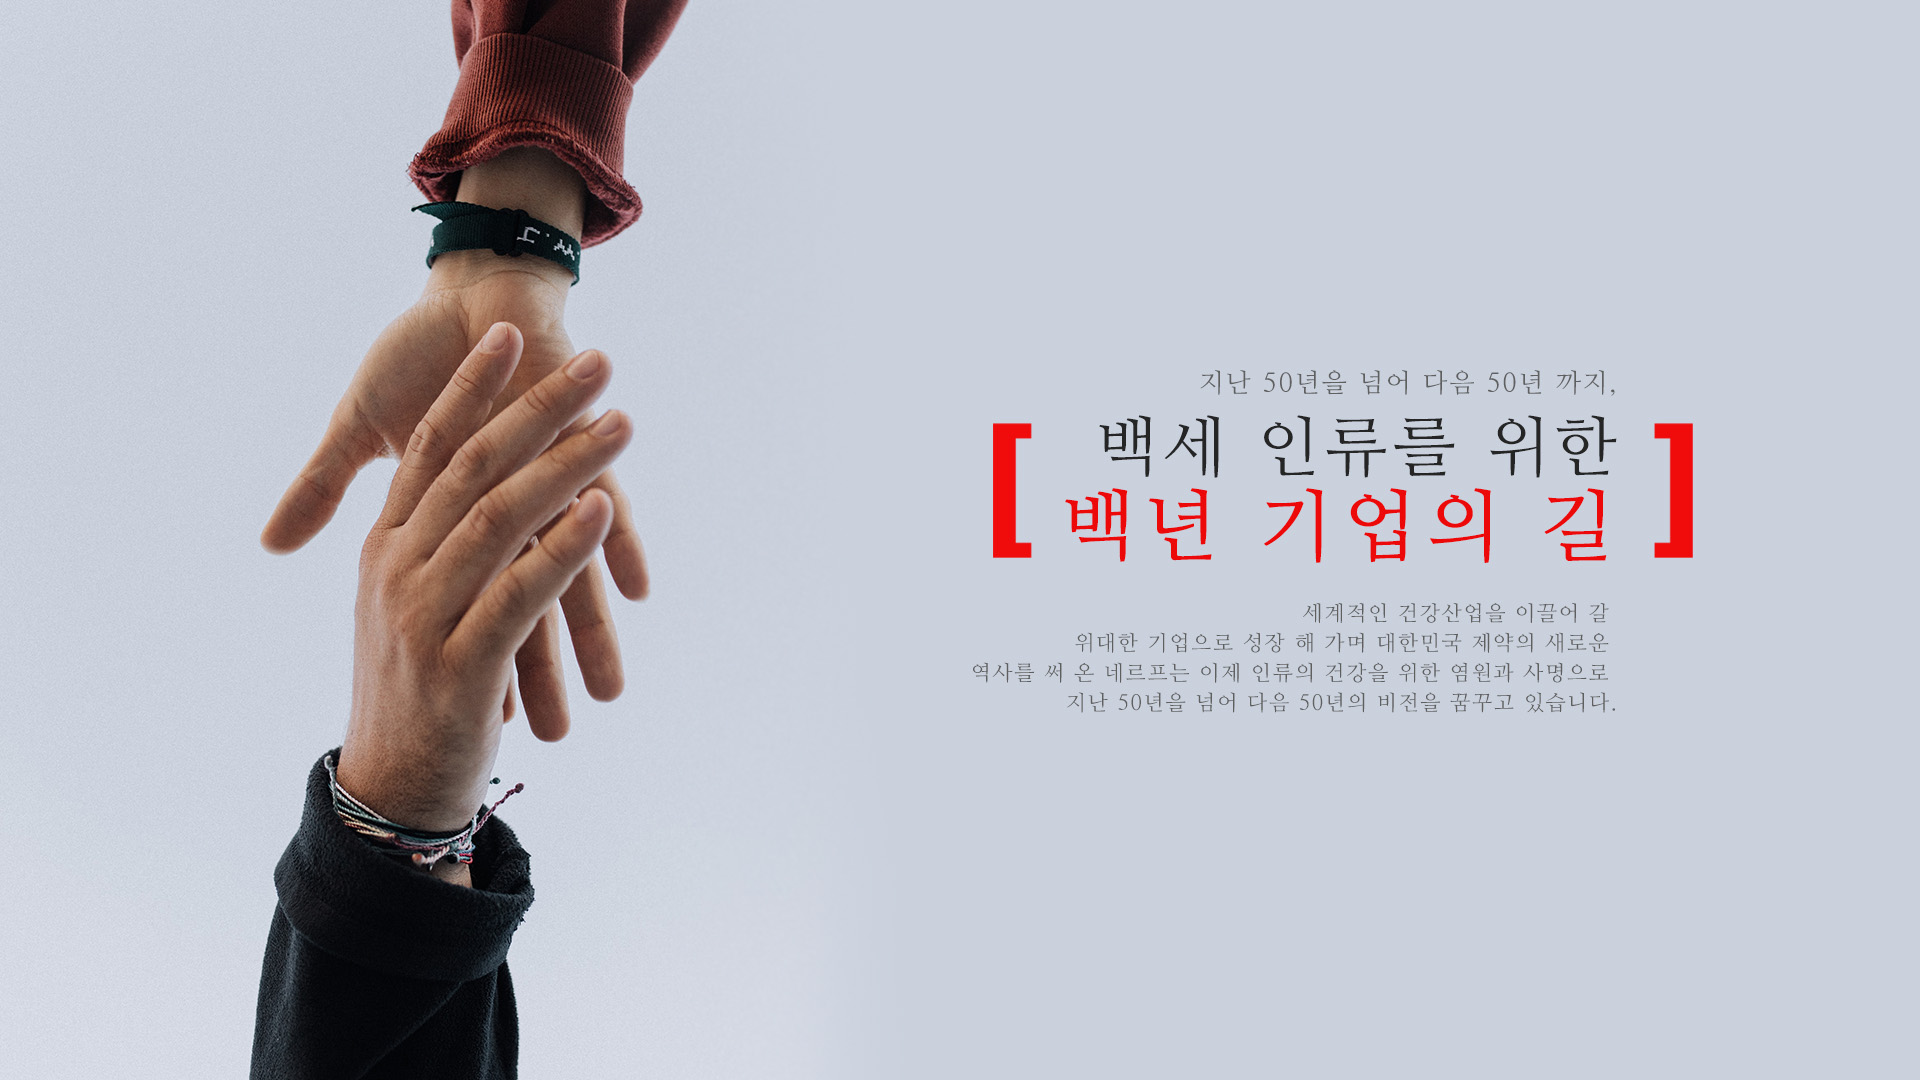 지난 50년을 넘어 다음 50년 까지,
[ 백세 인류를 위한
백년 기업의 길 ]
세계적인 건강산업을 이끌어 갈
위대한 기업으로 성장 해 가며 대한민국 제약의 새로운
역사를 써 온 네르프는 이제 인류의 건강을 위한 염원과 사명으로
지난 50년을 넘어 다음 50년의 비전을 꿈꾸고 있습니다.